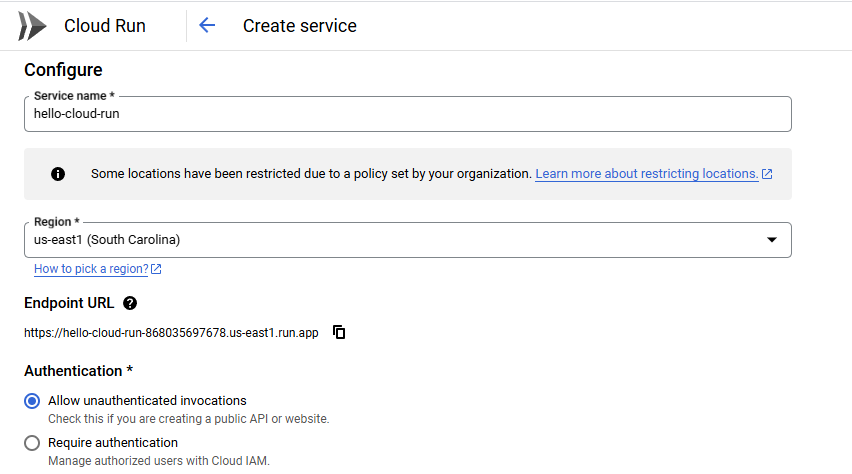 Cloud Run
Create service
Configure
Service name *
hello-cloud-run
Some locations have been restricted due to a policy set by your organization. Learn more about restricting locations.
Region *
us-east1 (South Carolina)
How to pick a region?
Endpoint URL
https://hello-cloud-run-868035697678.us-east1.run.app
Authentication *
Allow unauthenticated invocations
Check this if you are creating a public API or website.
Require authentication
Manage authorized users with Cloud IAM.